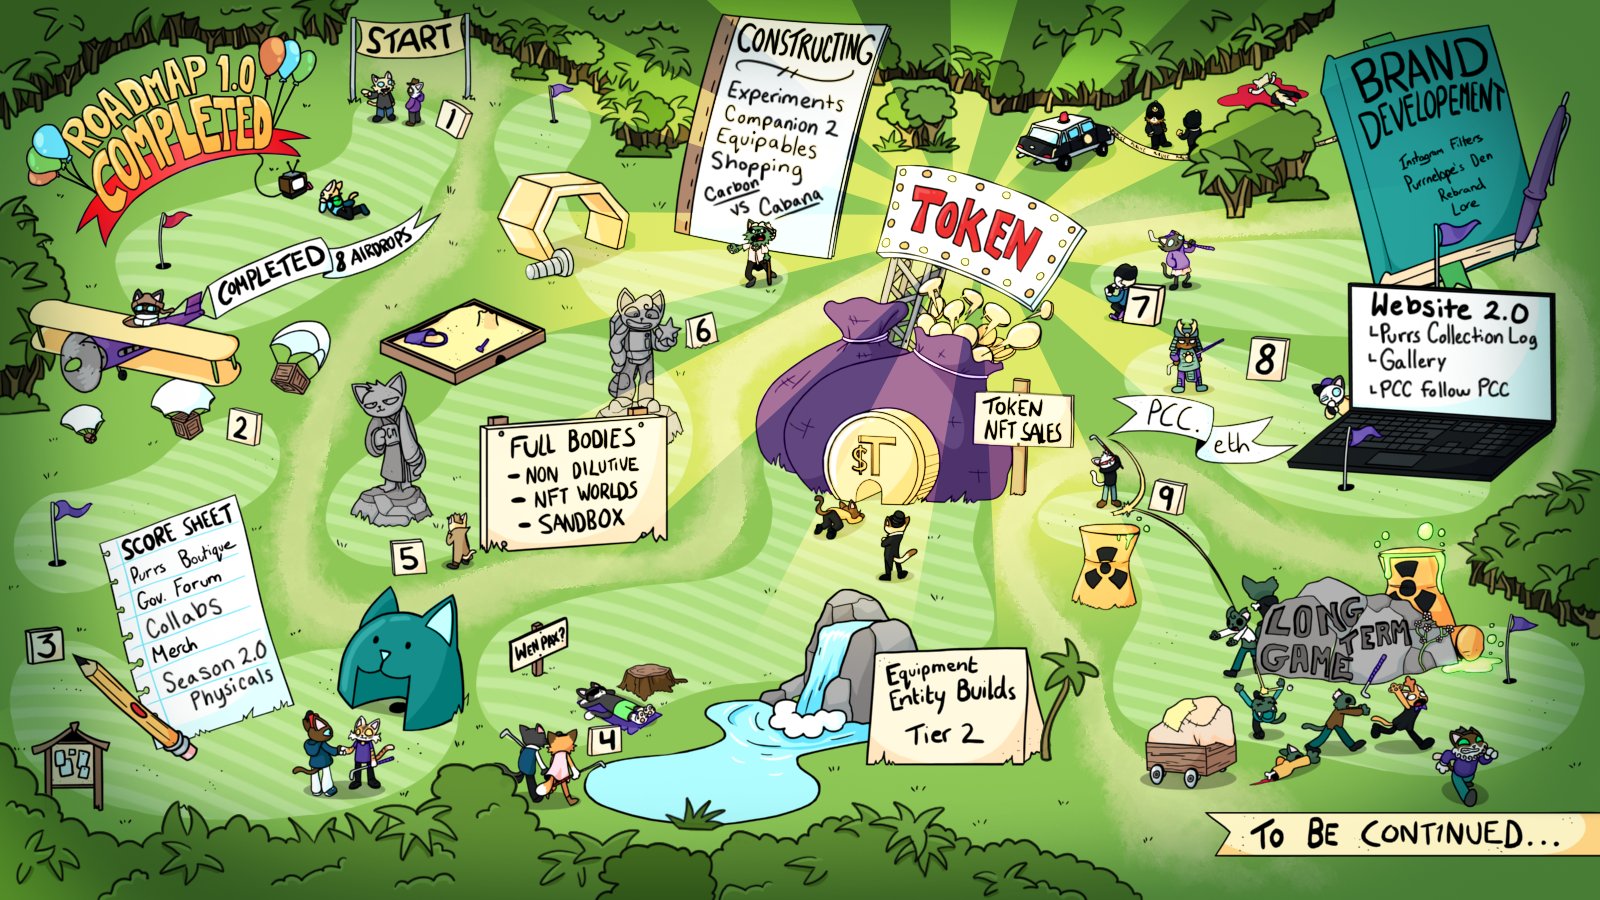 START
ROADMAP 1.0
COMPLETED
1
COMPLETED 8 AIRDROPS
2
SCORE SHEET
Purrs Boutique
Gov. Forum
Collabs
Merch
Season 2.0
Physicals
3
WEN PAX?
4
5
"FULL BODIES"
- NON DILUTIVE
- NFT WORLDS
- SANDBOX
6
CONSTRUCTING
Experiments
Companion 2
Equipables
Shopping
Carbon
vs Cabana
TOKEN
$T
TOKEN
NFT SALES
Equipment
Entity Builds
Tier 2
7
8
BRAND
DEVELOPEMENT
Instagram Filters
Purrnelope's Den
Rebrand
Lore
Website 2.0
Purrs Collection Log
Gallery
PCC follow PCC
PCC.
eth
9
LONG
TERM
GAME
TO BE CONTINUED...